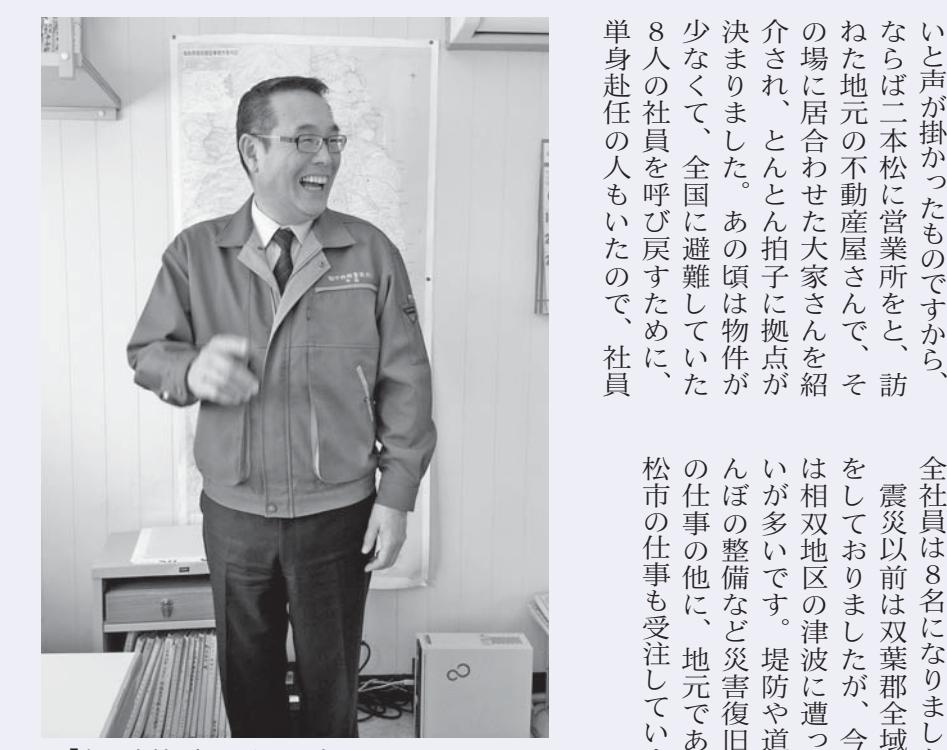 いと声が掛かったものですから、
ならば二本松に営業所をと、訪
ねた地元の不動産屋さんで、そ
の場に居合わせた大家さんを紹
介され、とんとん拍子に拠点が
決まりました。あの頃は物件が
少なくて、全国に避難していた
8人の社員を呼び戻すために、
単身赴任の人もいたので、社員
全社員は8名になりまし
震災以前は双葉郡全域
をしておりましたが、今
は相双地区の津波に遭っ
いが多いです。堤防や道
んぼの整備など災害復旧
の仕事の他に、地元であ
松市の仕事も受注してい